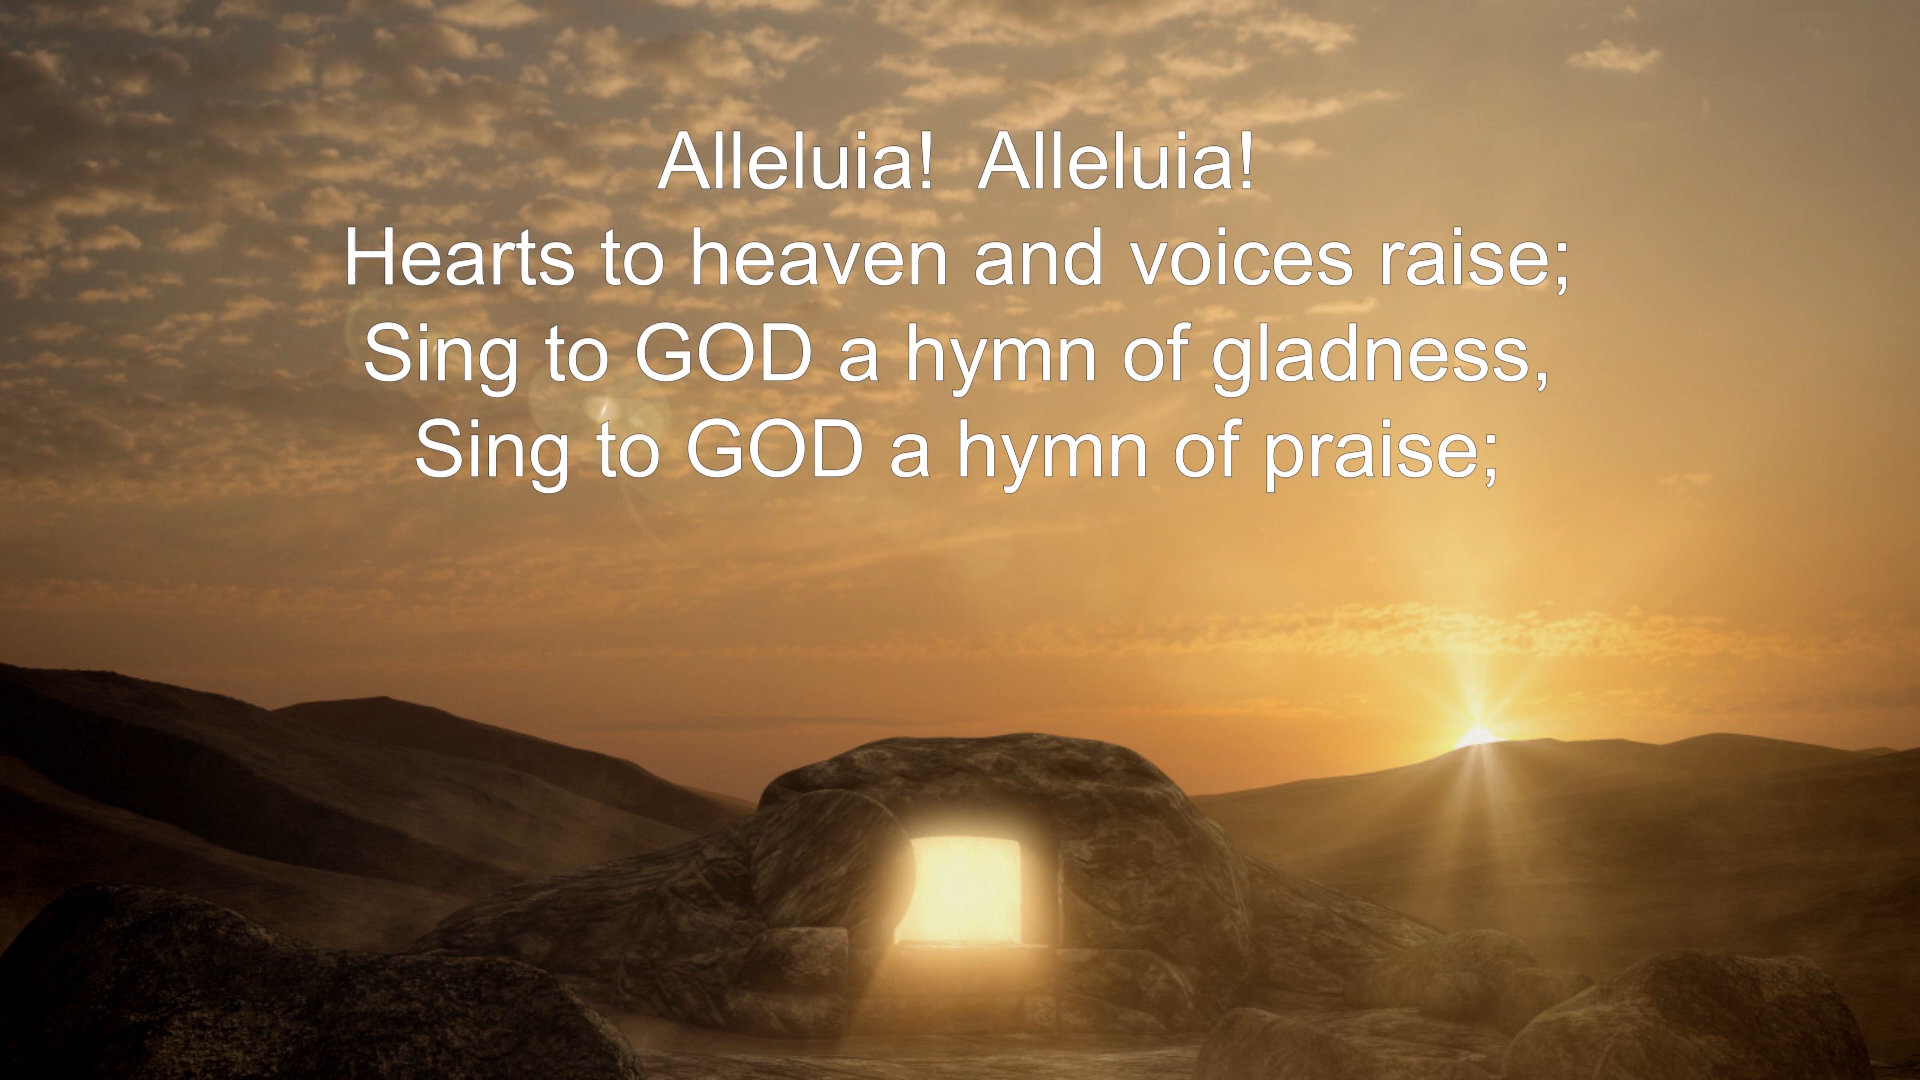 Alleluia!  Alleluia!
Hearts to heaven and voices raise;
Sing to GOD a hymn of gladness,
Sing to GOD a hymn of praise;